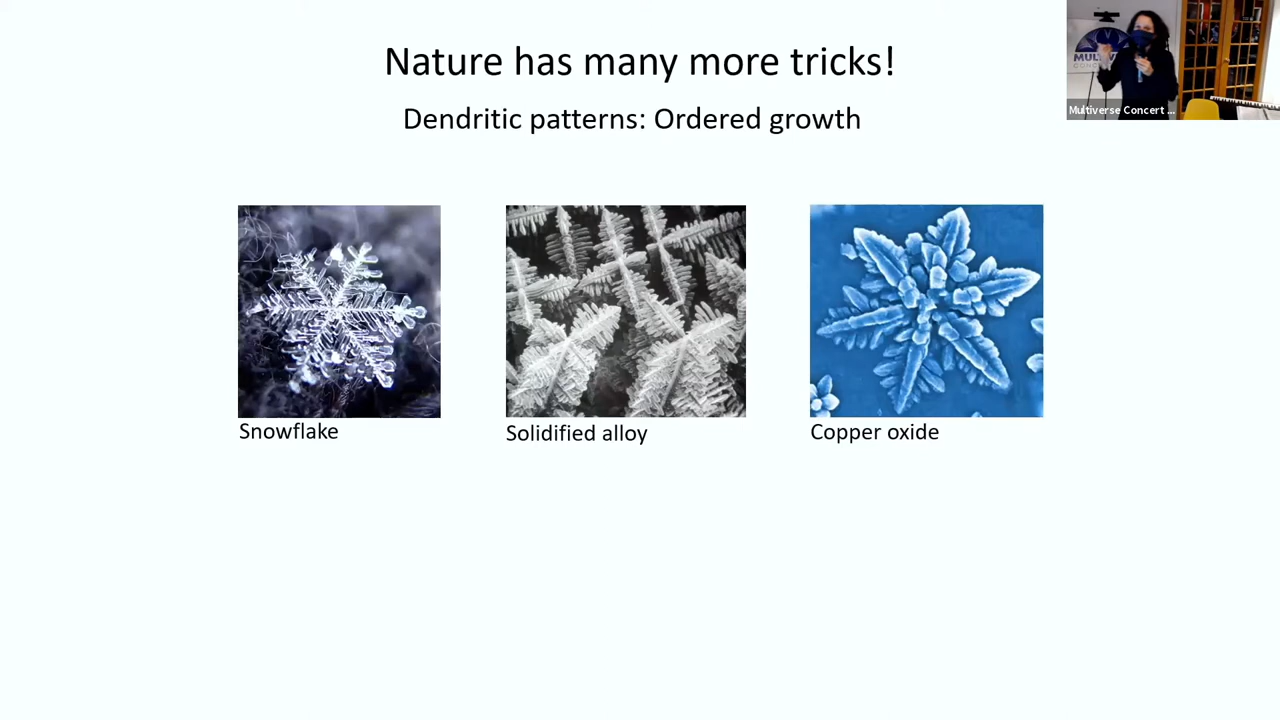 Nature has many more tricks!
Dendritic patterns: Ordered growth
Snowflake
Solidified alloy
Copper oxide
Multiverse Concert ...